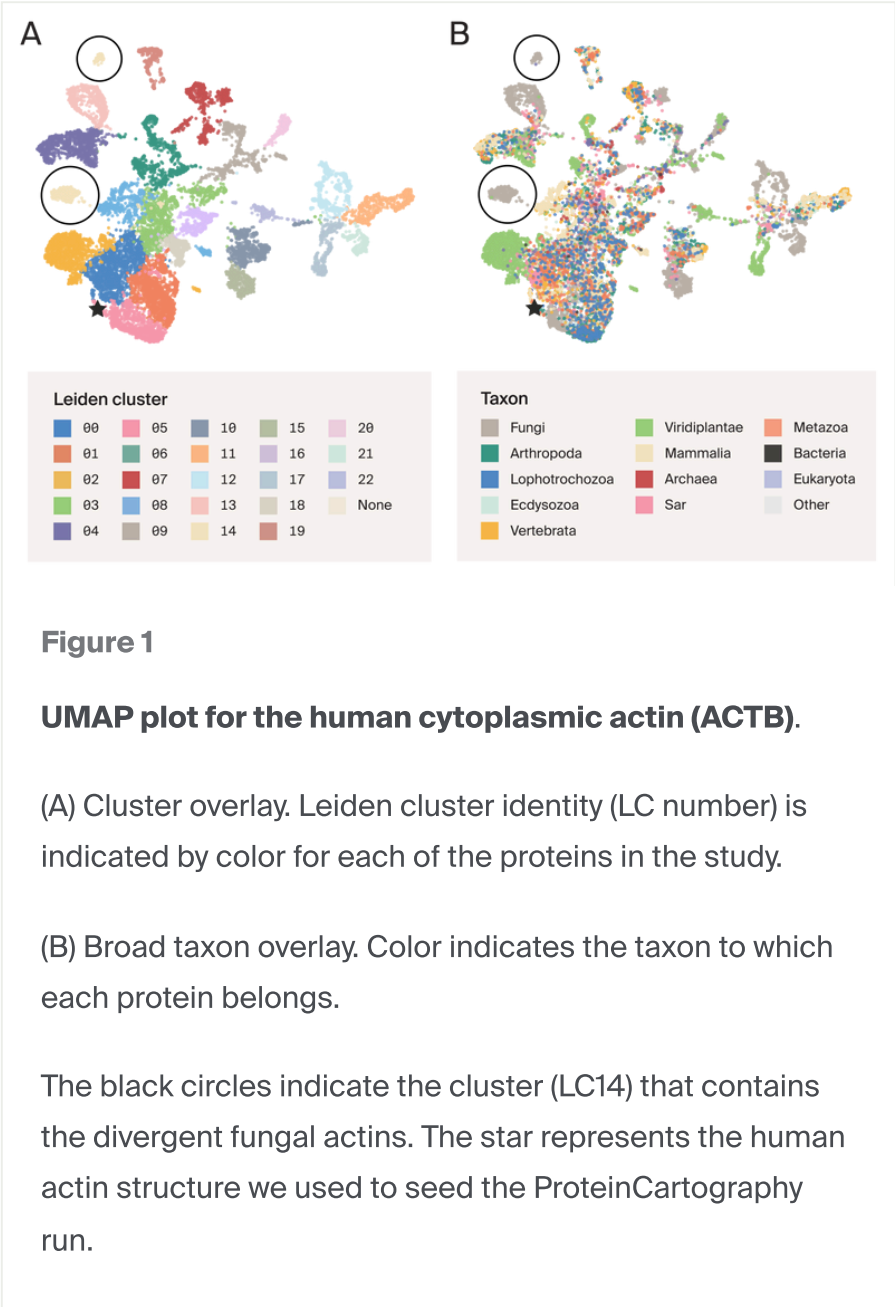 A
B
Leiden cluster
00 05 10 15 20
01 06 11 16 21
02 07 12 17 22
03 08 13 18 None
04 09 14 19
Taxon
Fungi Viridiplantae Metazoa
Arthropoda Mammalia Bacteria
Lophotrochozoa Archaea Eukaryota
Ecdysozoa Sar Other
Vertebrata
Figure 1
UMAP plot for the human cytoplasmic actin (ACTB).
(A) Cluster overlay. Leiden cluster identity (LC number) is
indicated by color for each of the proteins in the study.
(B) Broad taxon overlay. Color indicates the taxon to which
each protein belongs.
The black circles indicate the cluster (LC14) that contains
the divergent fungal actins. The star represents the human
actin structure we used to seed the ProteinCartography
run.